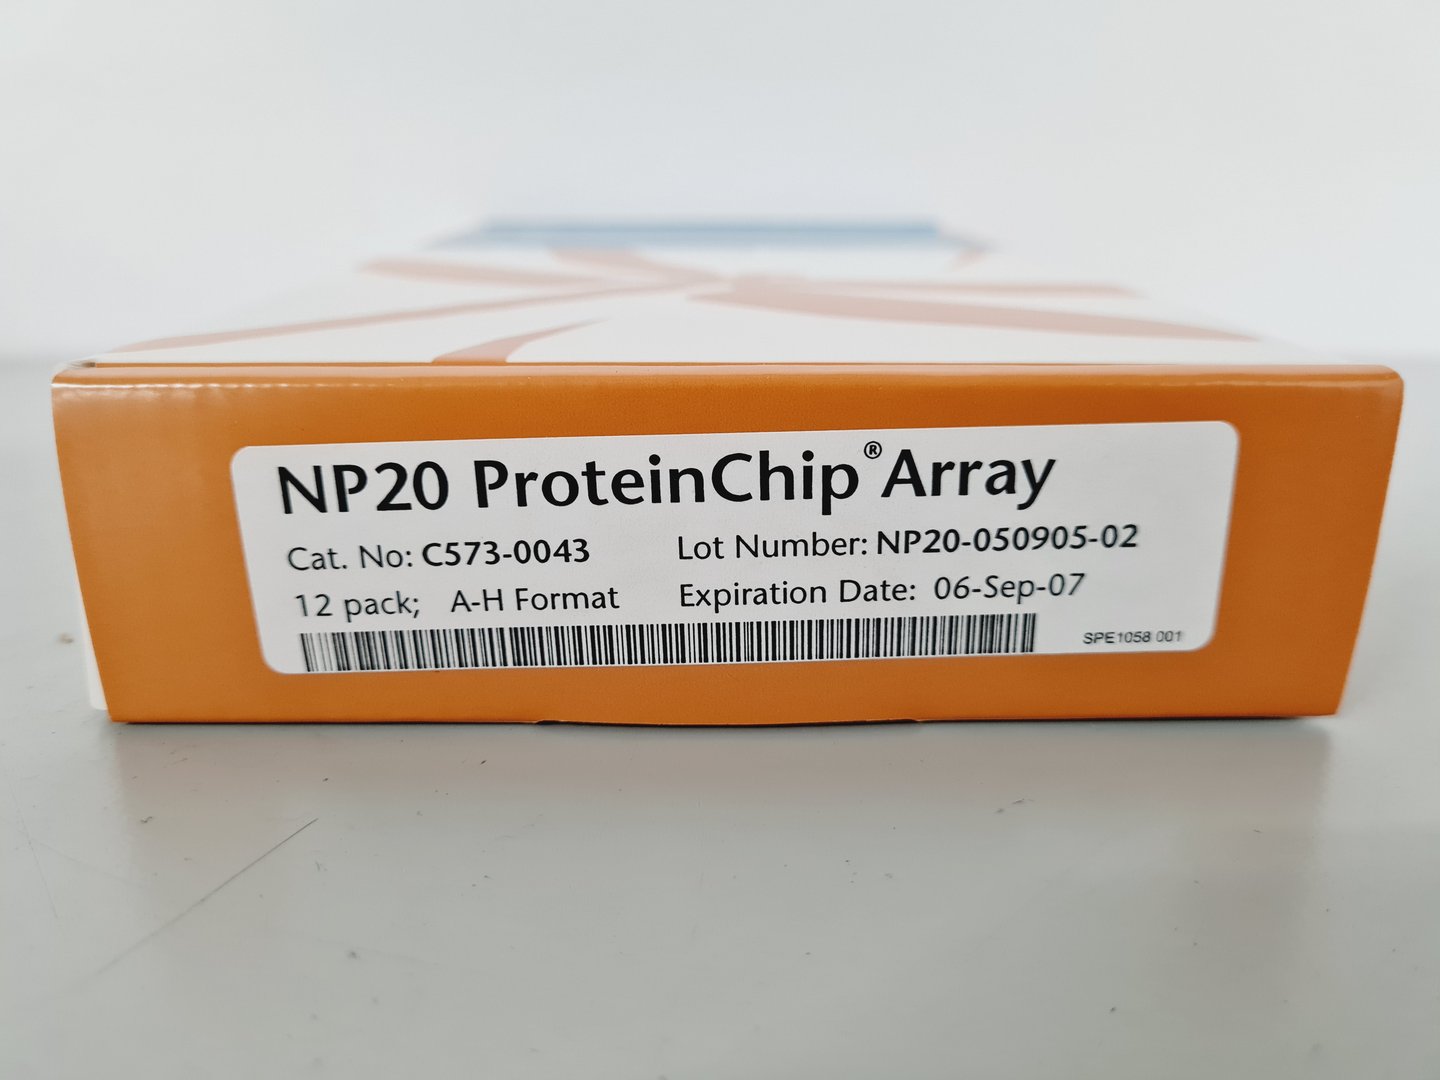 NP20 ProteinChip® Array
Cat. No: C573-0043 Lot Number: NP20-050905-02
12 pack; A-H Format Expiration Date: 06-Sep-07
SPE1058 001